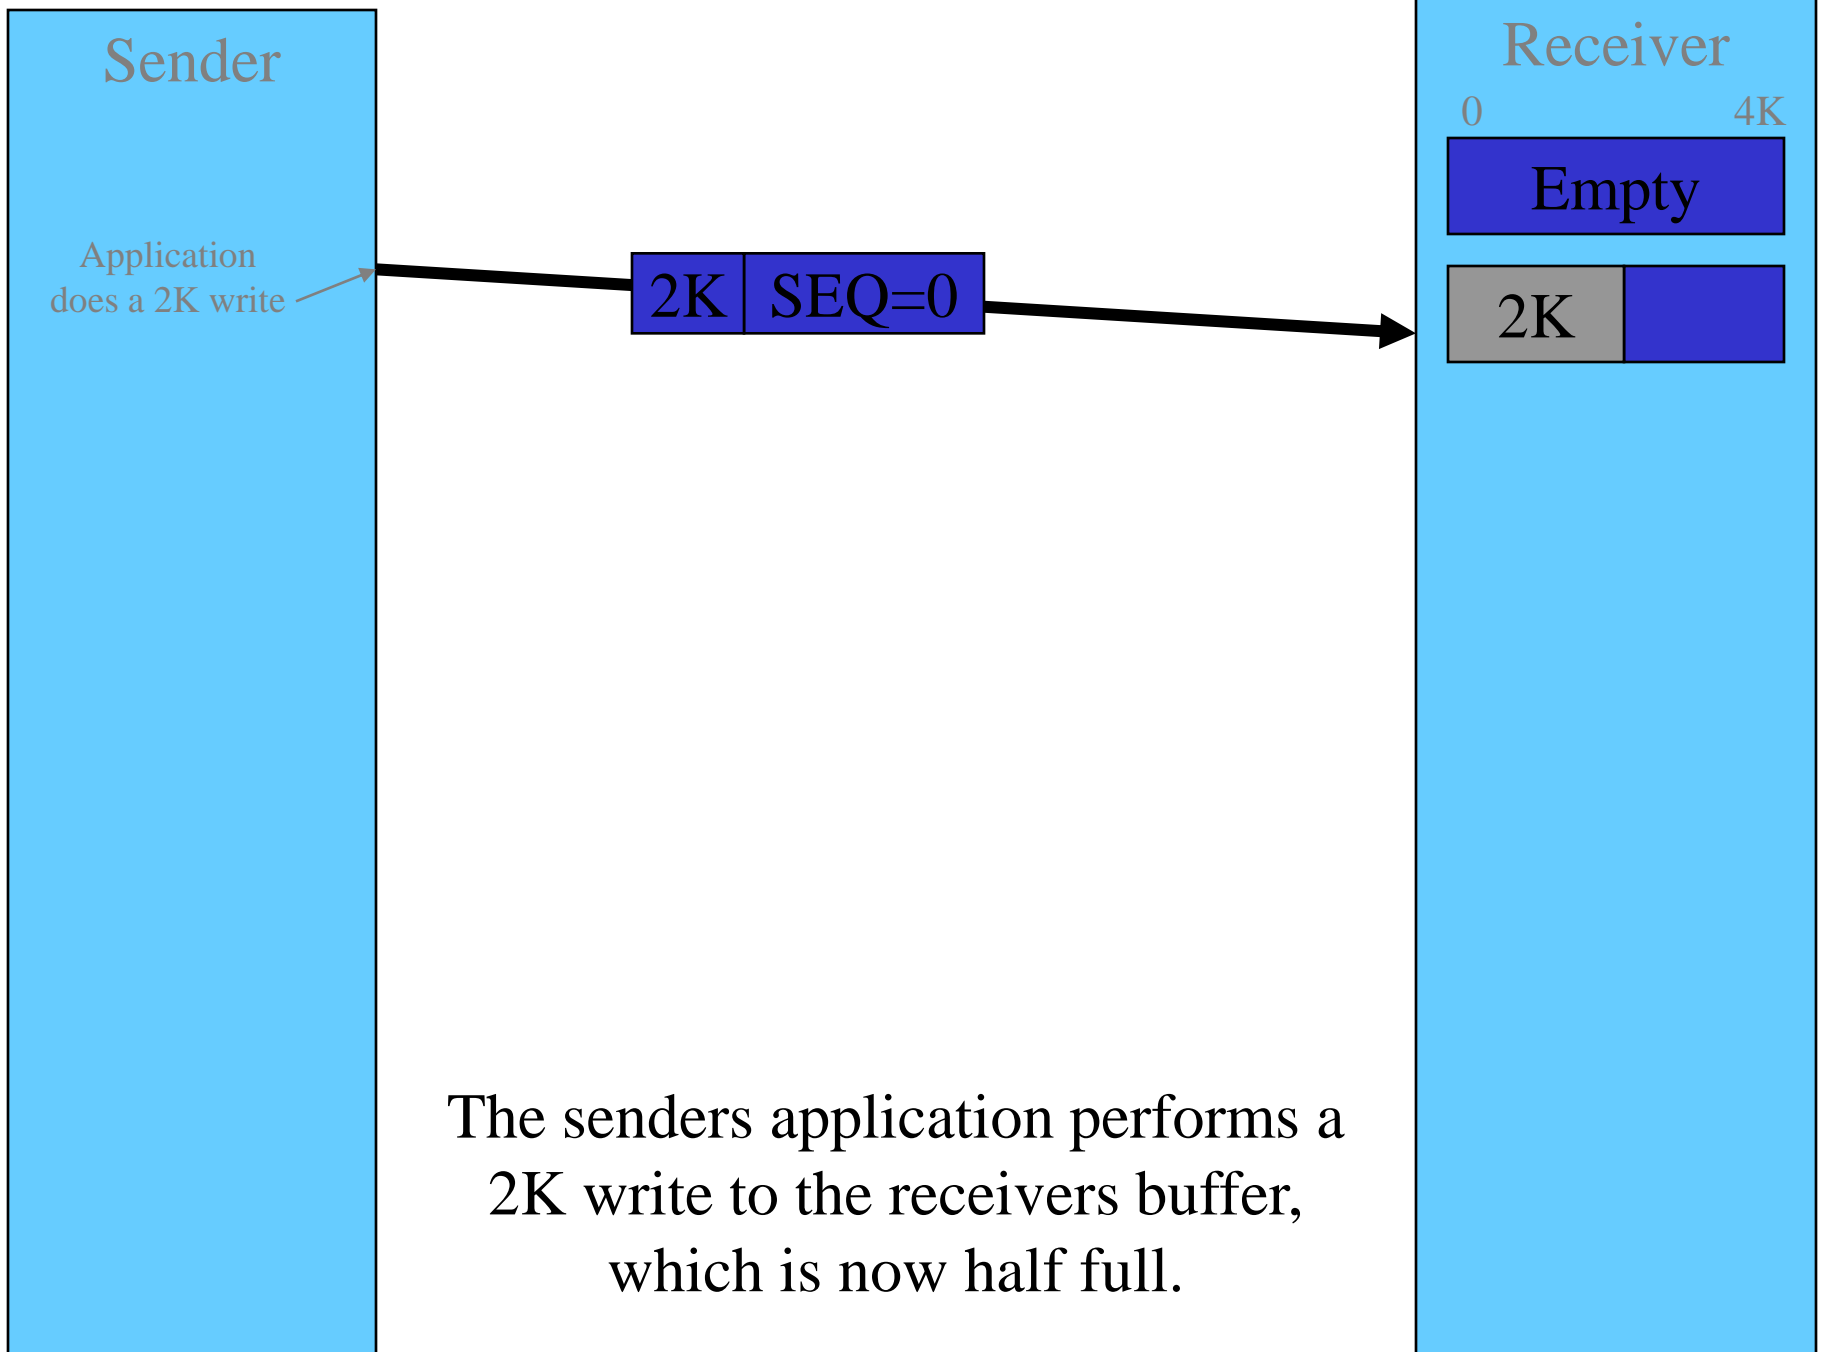 Sender
Receiver
0 4K
Empty
Application
does a 2K write
2K SEQ=0
2K
The senders application performs a
2K write to the receivers buffer,
which is now half full.